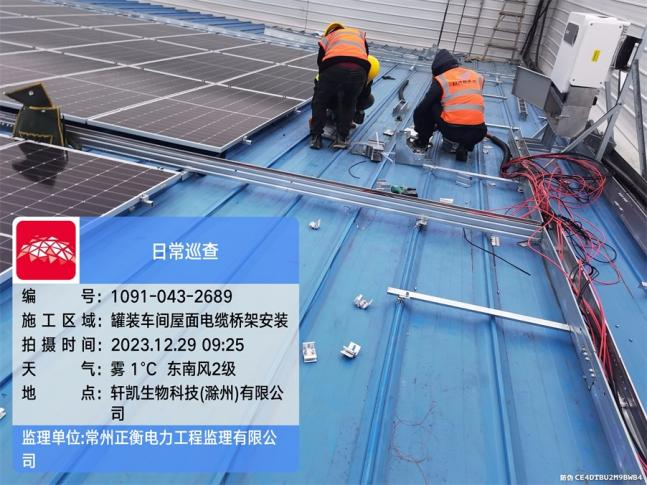 日常巡查
编 号：1091-043-2689
施工区域：罐装车间屋面电缆桥架安装
拍摄时间：2023.12.29 09:25
天 气：雾 1℃ 东南风2级
地 点：轩凯生物科技(滁州)有限公
司
监理单位:常州正衡电力工程监理有限公
司
防伪 CE4DTBU2M9BWB4